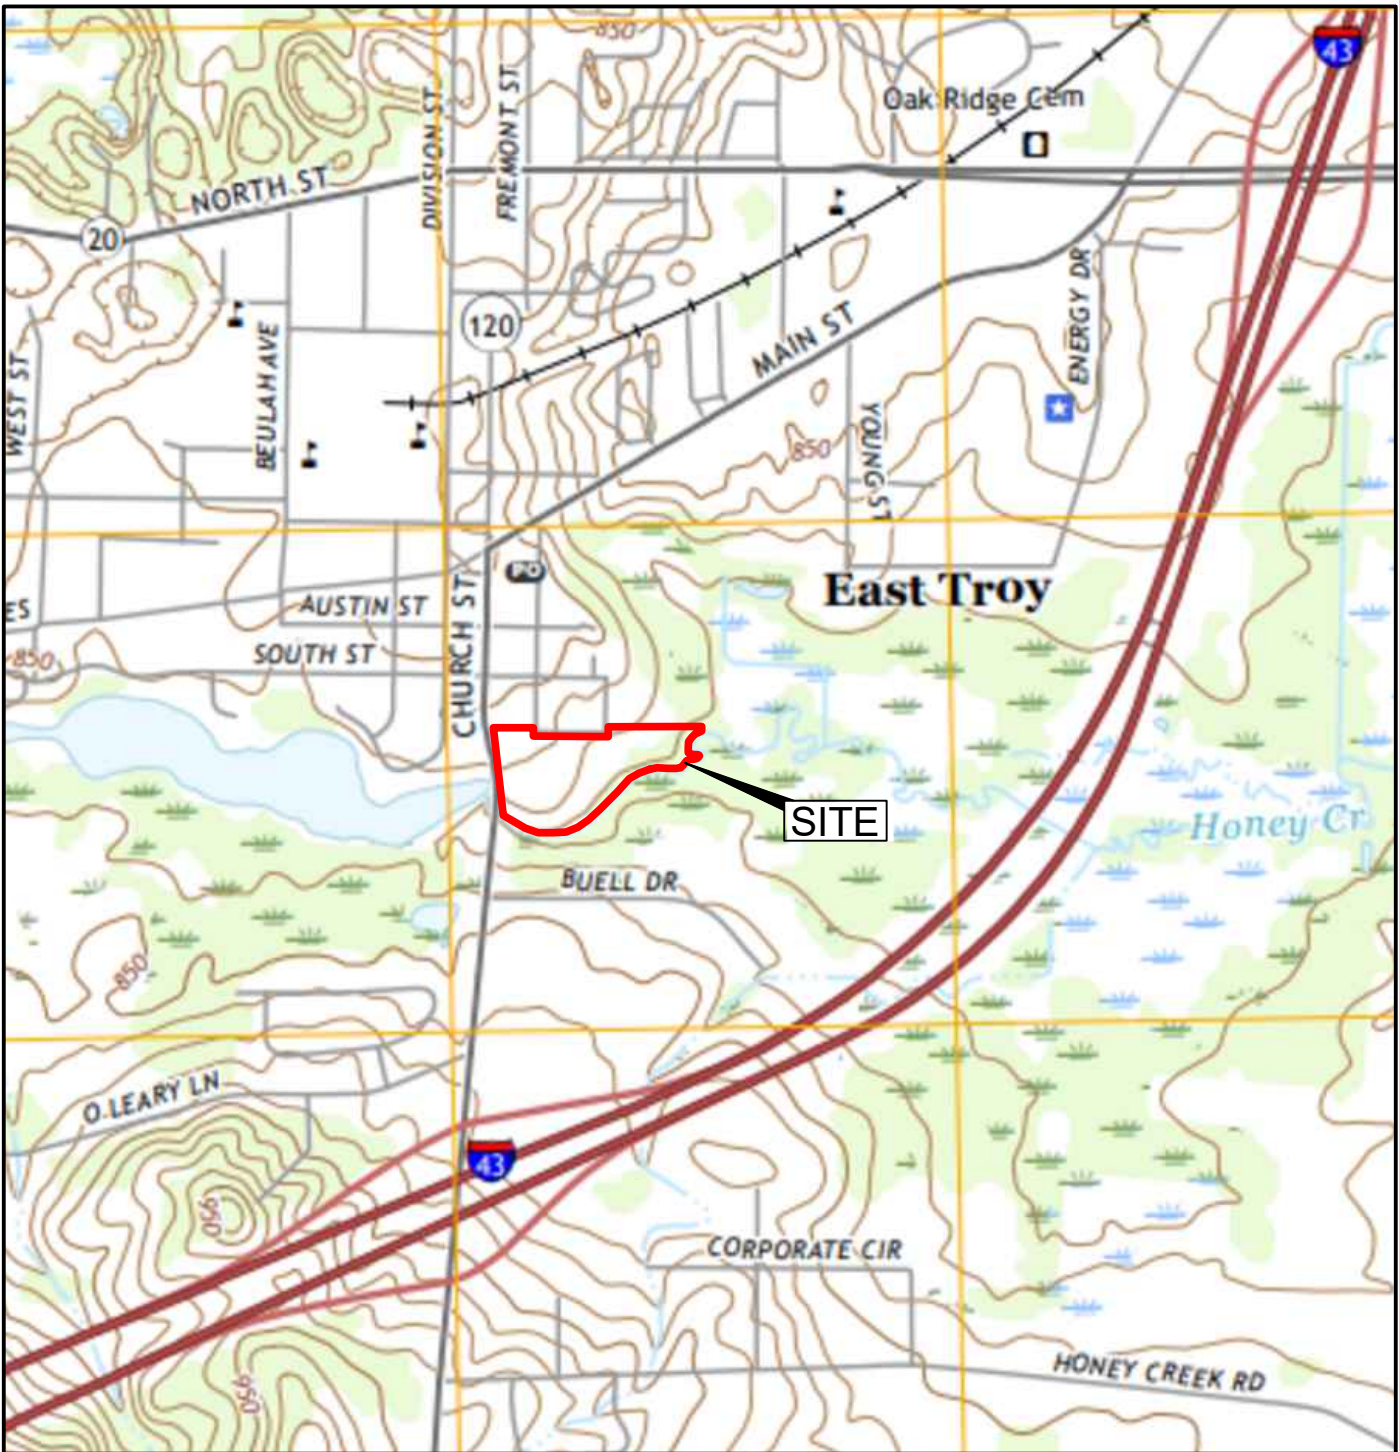 850
43
Oak Ridge Cem
DIVISION ST
FREMONT ST
NORTH ST
20
120
MAIN ST
ENERGY DR
WEST ST
BEULAH AVE
850
YOUNG ST
PO
East Troy
ES
AUSTIN ST
CHURCH ST
SOUTH ST
850
SITE
Honey Cr
BUELL DR
850
O.LEARY LN
43
950
CORPORATE CIR
HONEY CREEK RD
950